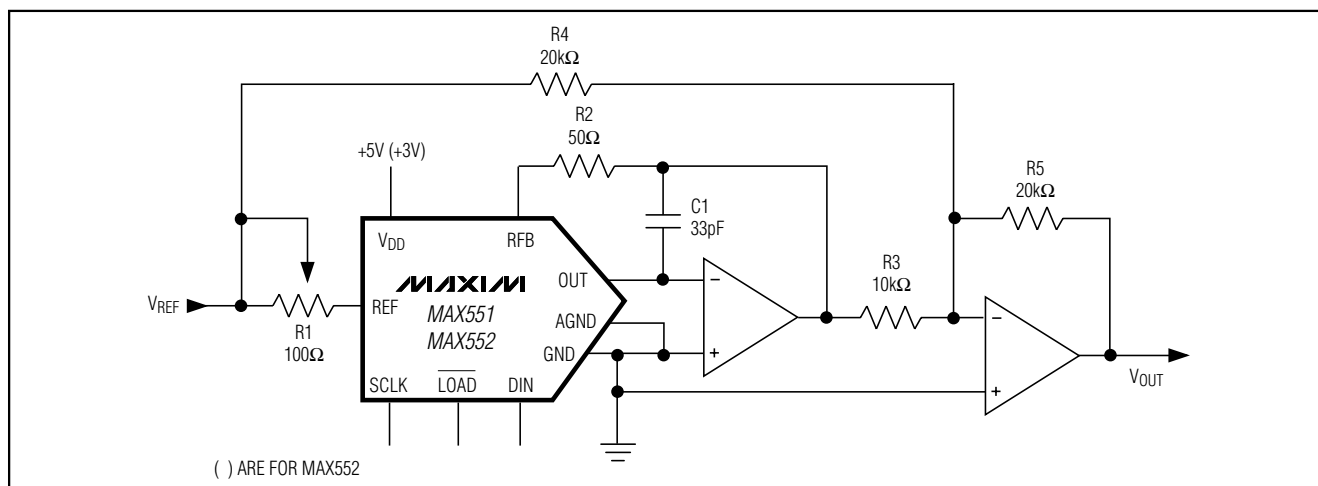 R4
20kΩ
R2
50Ω
+5V (+3V)
R5
20kΩ
C1
33pF
VDD
RFB
OUT
R3
10kΩ
VREF
REF
MAXIM
MAX551
MAX552
AGND
R1
100Ω
GND
SCLK
LOAD
DIN
VOUT
( ) ARE FOR MAX552
−
+
−
+